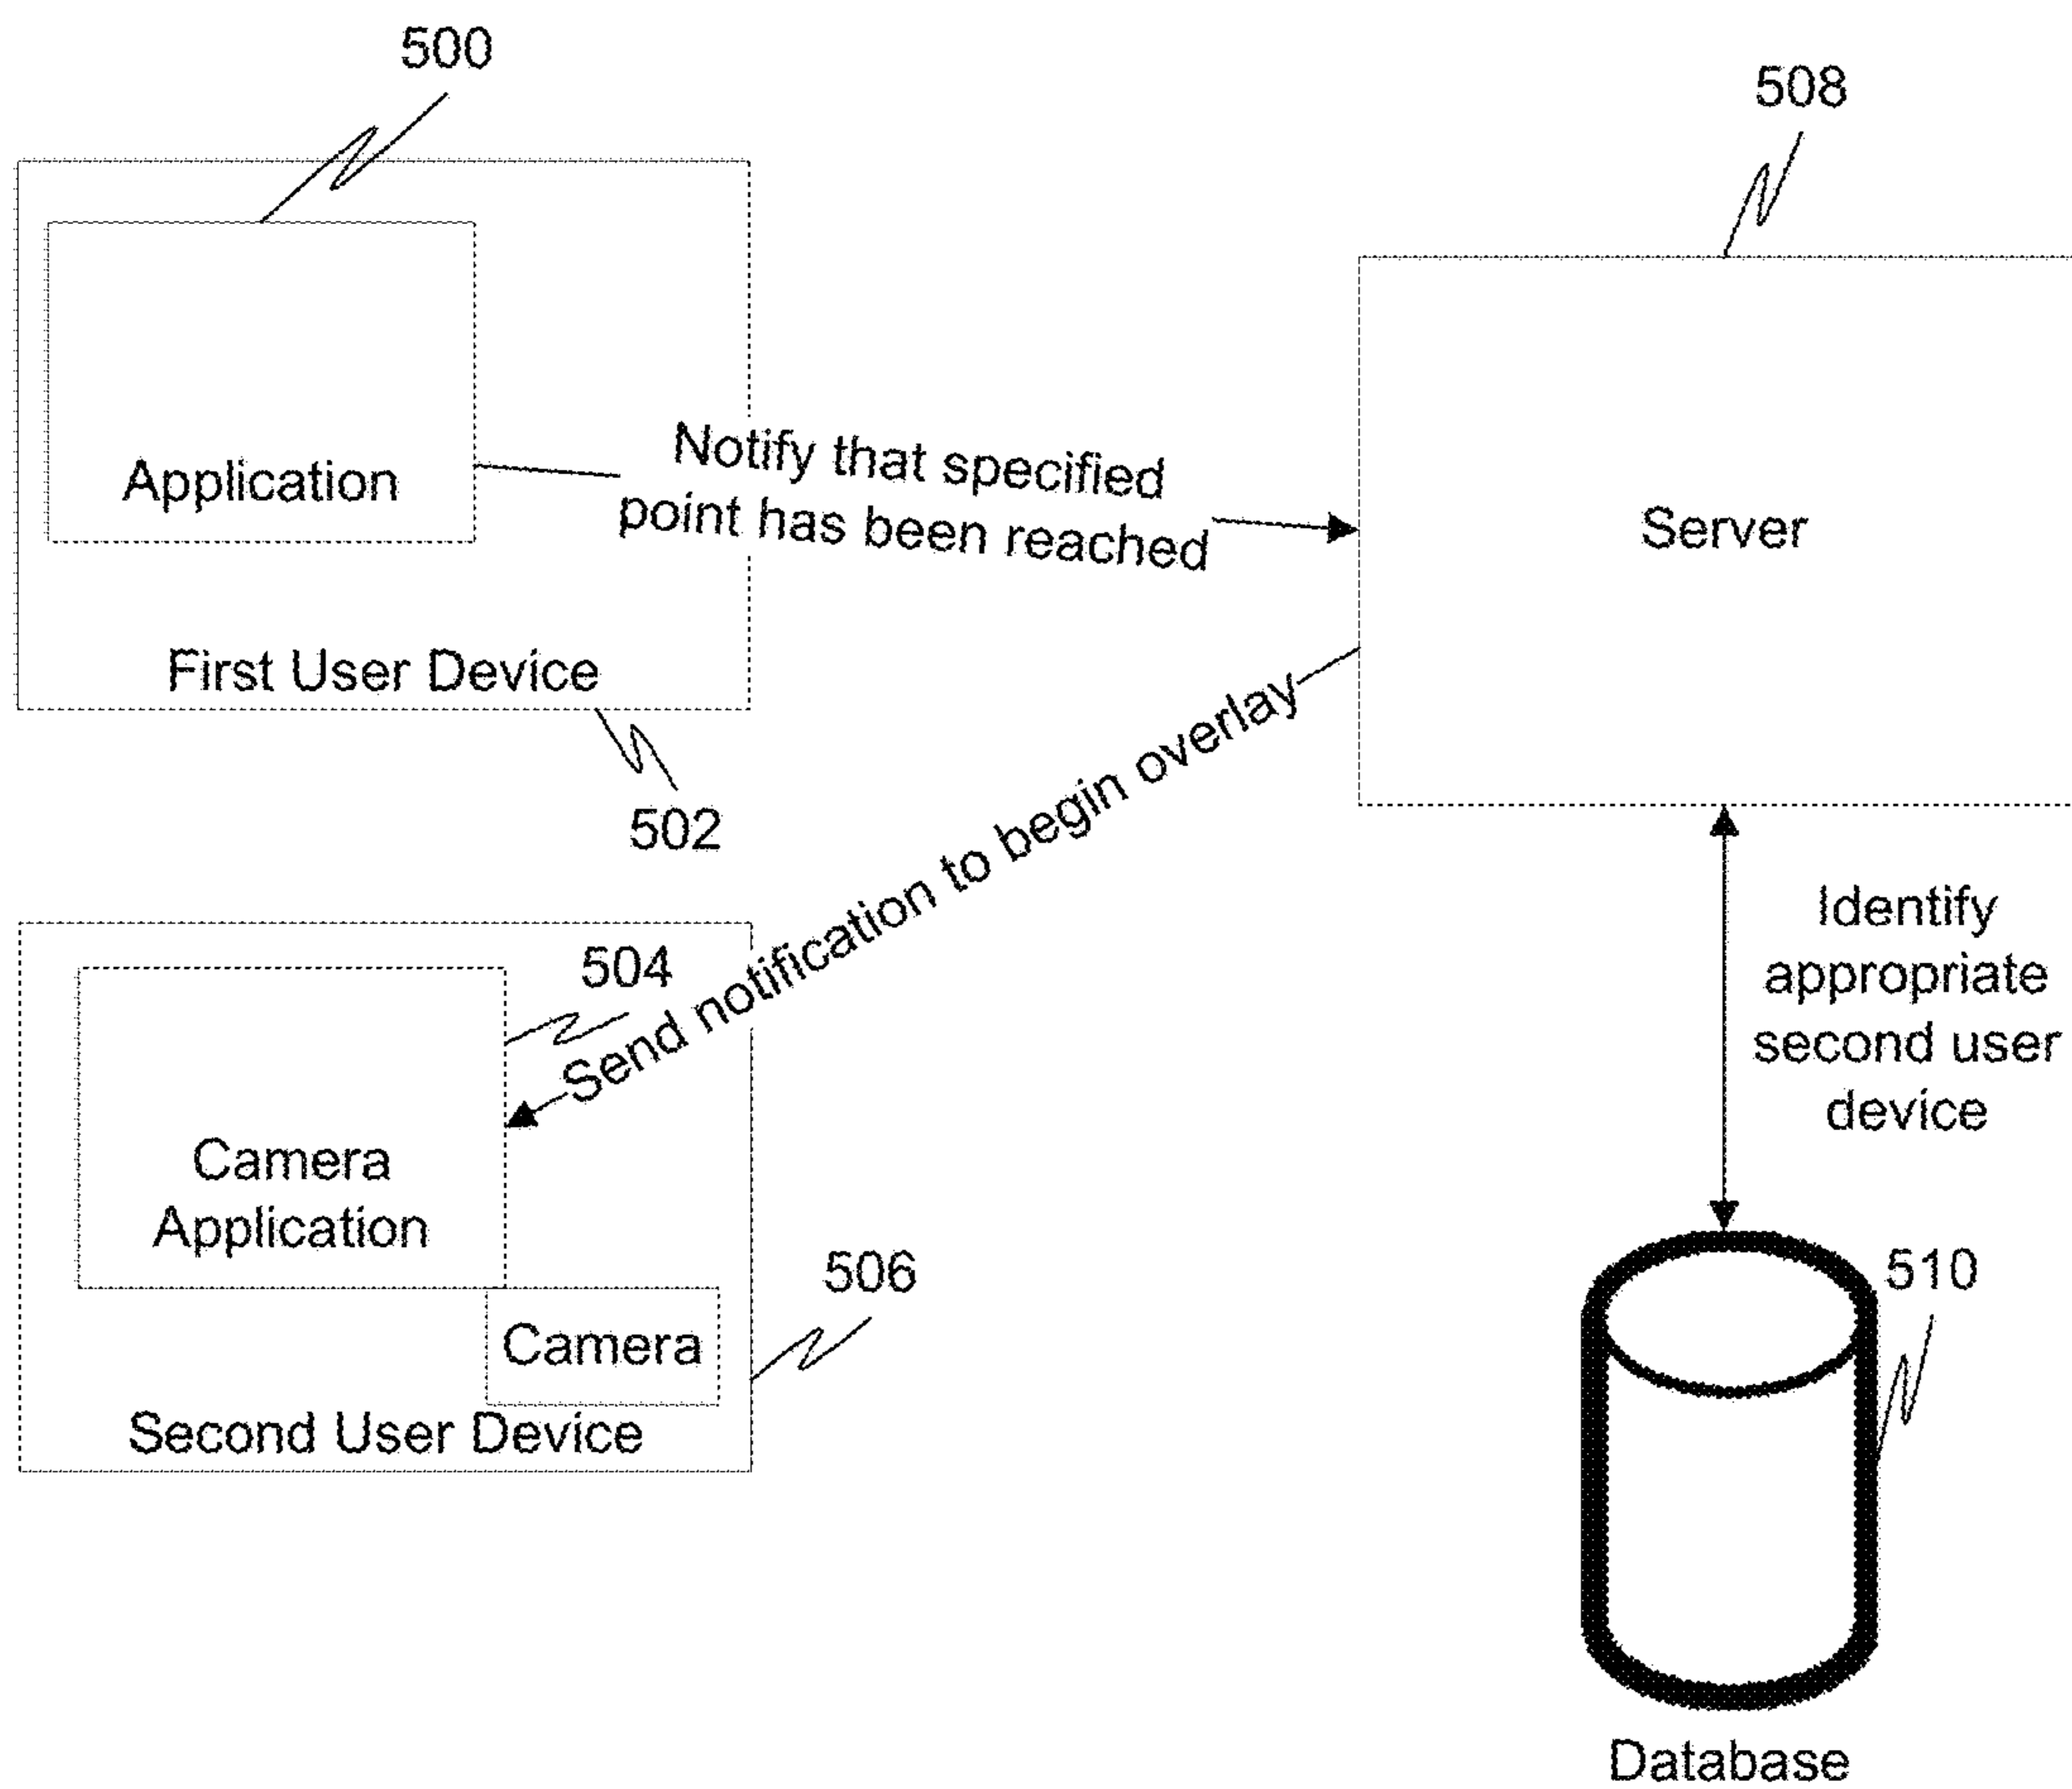 500
508
Application
Notify that specified
point has been reached
Server
First User Device
502
Send notification to begin overlay
504
Identify
appropriate
second user
device
Camera
Application
506
510
Camera
Second User Device
Database